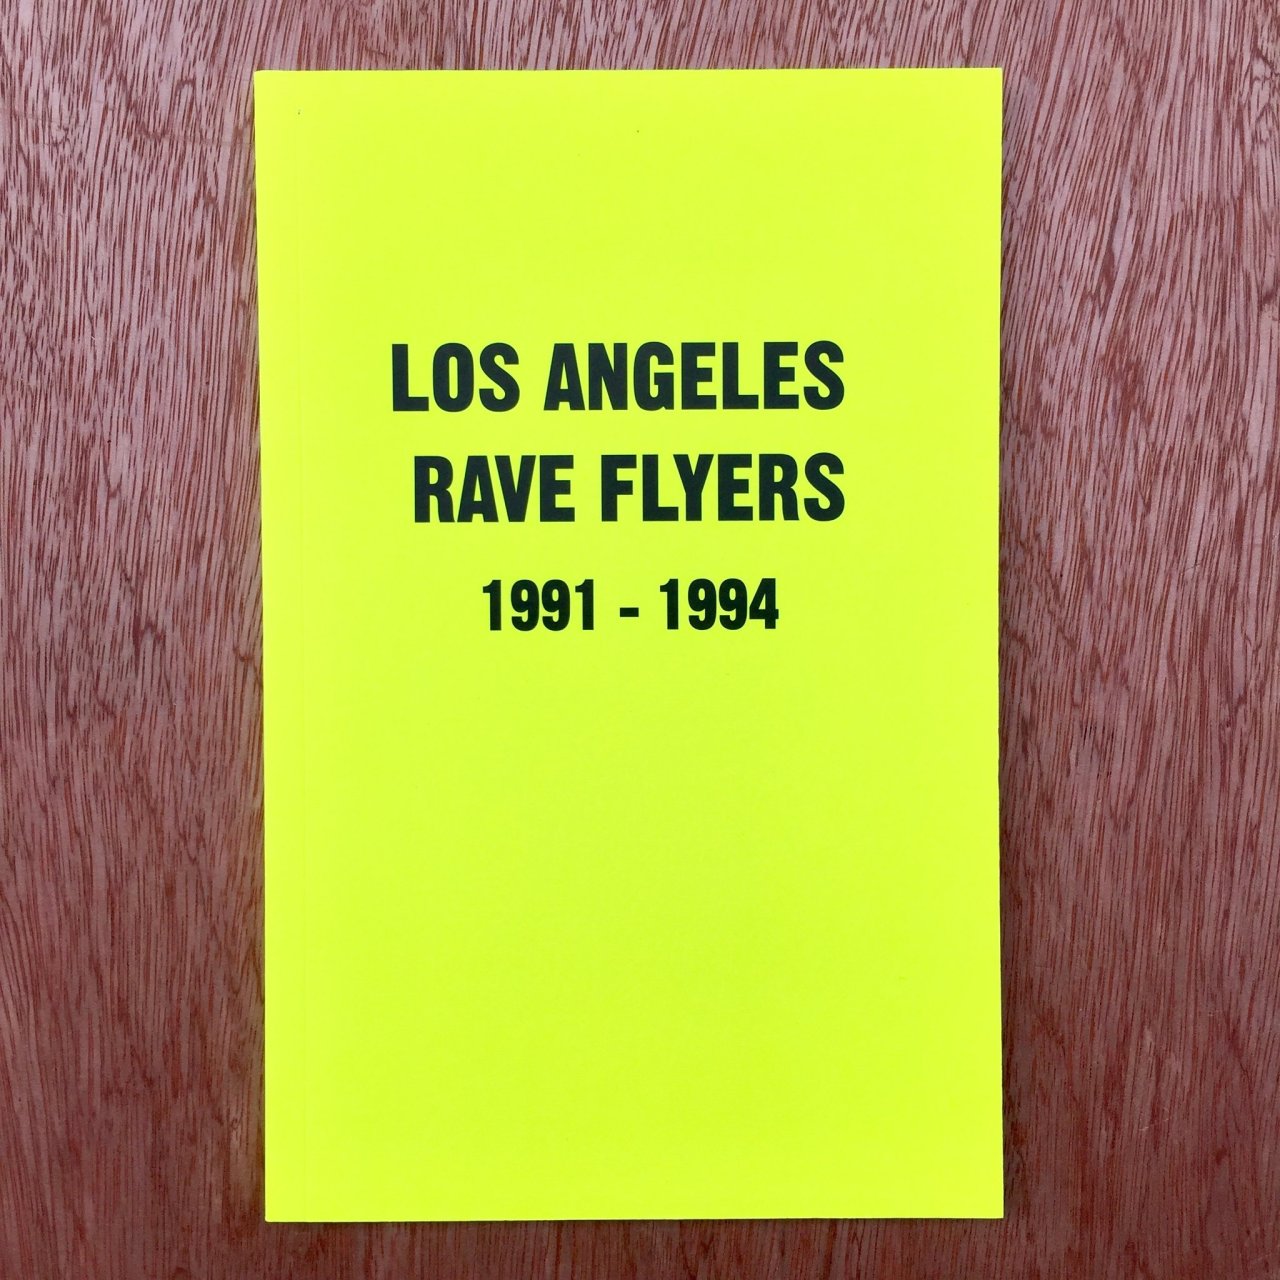 LOS ANGELES
RAVE FLYERS
1991 - 1994